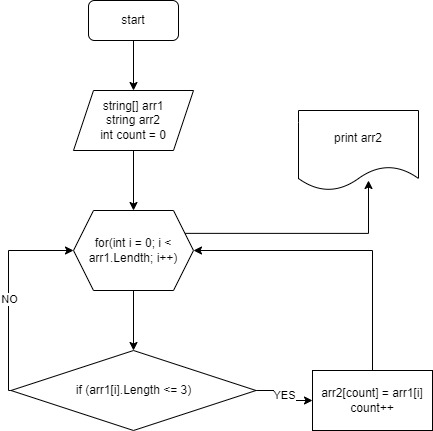 start
string[] arr1
string arr2
int count = 0
print arr2
for(int i = 0; i <
arr1.Lendth; i++)
NO
if (arr1[i].Length <= 3)
YES
arr2[count] = arr1[i]
count++